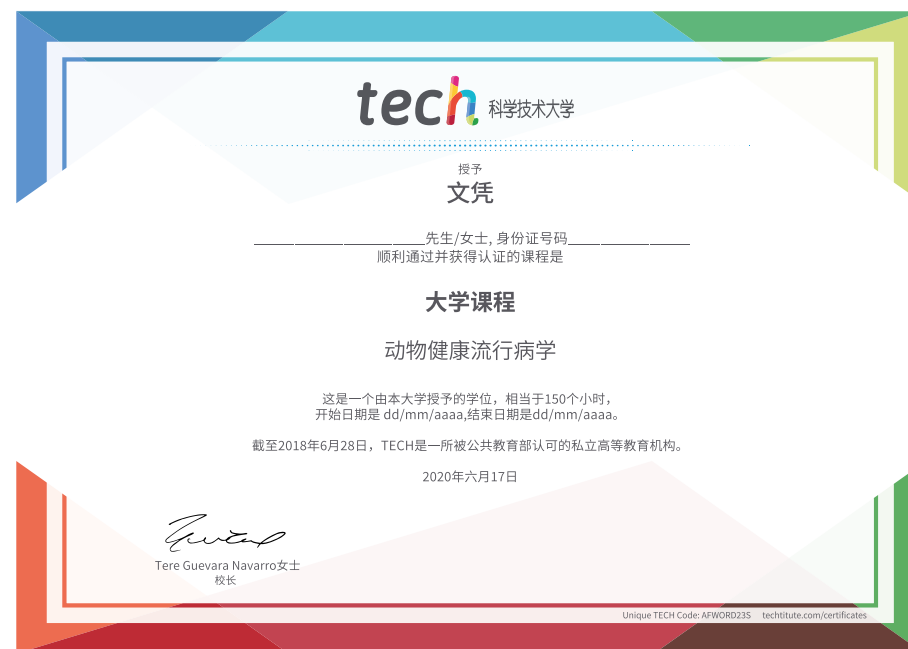 tech 科学技术大学
授予
文凭
先生/女士, 身份证号码
顺利通过并获得认证的课程是
大学课程
动物健康流行病学
这是一个由本大学授予的学位，相当于150个小时，
开始日期是 dd/mm/aaaa,结束日期是dd/mm/aaaa。
截至2018年6月28日，TECH是一所被公共教育部认可的私立高等教育机构。
2020年六月17日
Tere Guevara Navarro女士
校长
Unique TECH Code: AFWORD23S techtitute.com/certificates